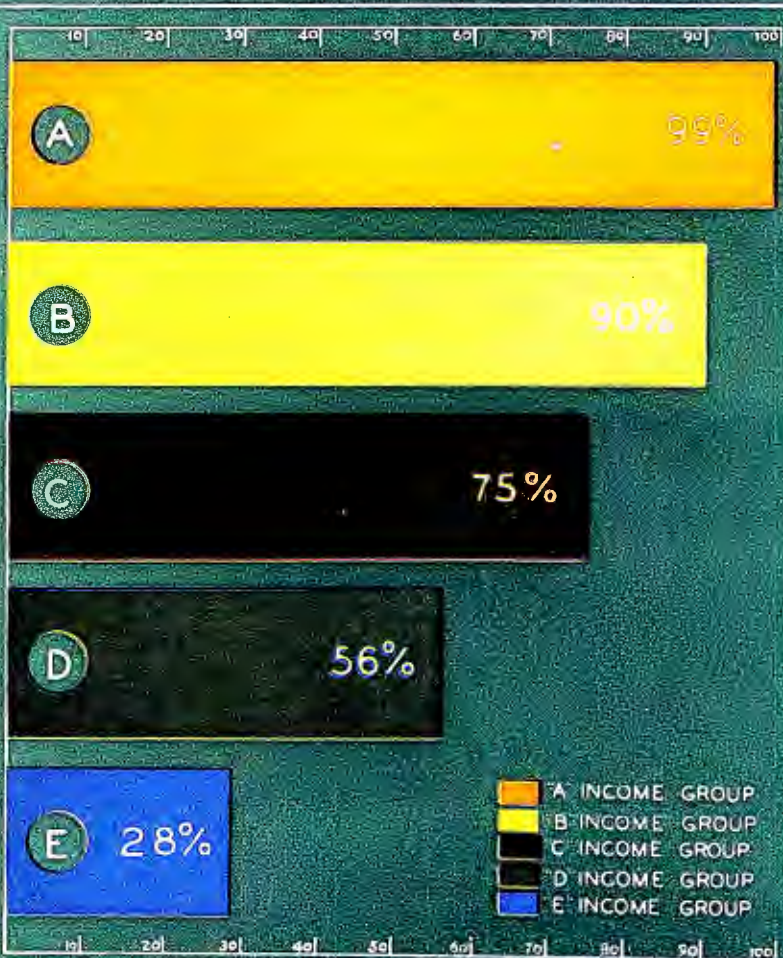 10 20 30 40 50 60 70 80 90 100
A 99%
B 90%
C 75%
D 56%
E 28%
A INCOME GROUP
B INCOME GROUP
C INCOME GROUP
D INCOME GROUP
E INCOME GROUP
10 20 30 40 50 60 70 80 90 100